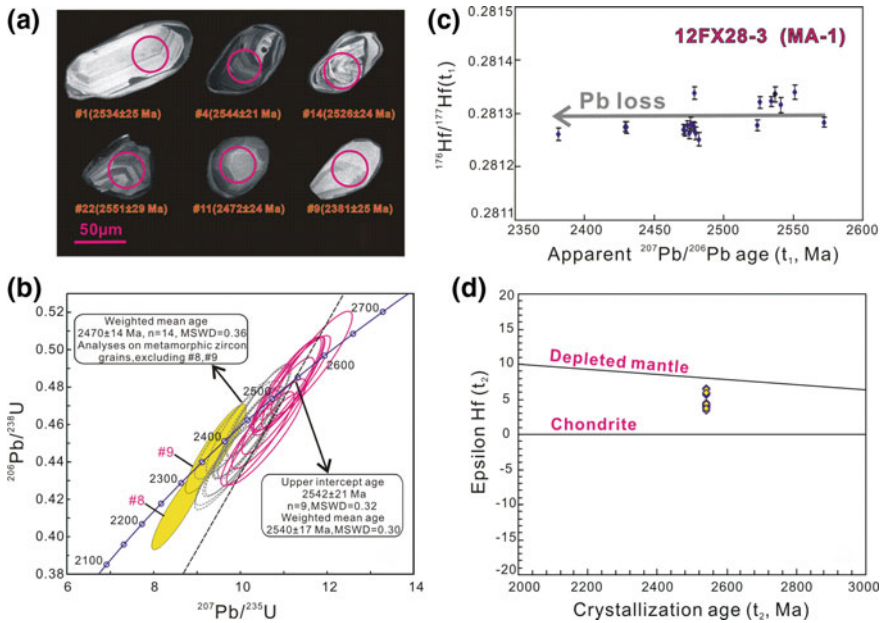 (a)
#1(2534±25 Ma) #4(2544±21 Ma) #14(2526±24 Ma)
#22(2551±29 Ma) #11(2472±24 Ma) #9(2381±25 Ma)
50μm
(b)
0.52
0.50
0.48
0.46
0.44
0.42
0.40
0.38
²⁰⁶Pb/²³⁸U
Weighted mean age
2470±14 Ma, n=14, MSWD=0.36
Analyses on metamorphic zircon
grains,excluding #8,#9
2700
2600
2500
2400
2300
2200
2100
#9
#8
Upper intercept age
2542±21 Ma
n=9,MSWD=0.32
Weighted mean age
2540±17 Ma,MSWD=0.30
6 8 10 12 14
²⁰⁷Pb/²³⁵U
(c)
0.2815
0.2814
0.2813
0.2812
0.2811
¹⁷⁶Hf/¹⁷⁷Hf(t₁)
12FX28-3 (MA-1)
Pb loss
2350 2400 2450 2500 2550 2600
Apparent ²⁰⁷Pb/²⁰⁶Pb age (t₁, Ma)
(d)
20
15
10
5
0
-5
-10
-15
-20
Epsilon Hf (t₂)
Depleted mantle
Chondrite
2000 2200 2400 2600 2800 3000
Crystallization age (t₂, Ma)